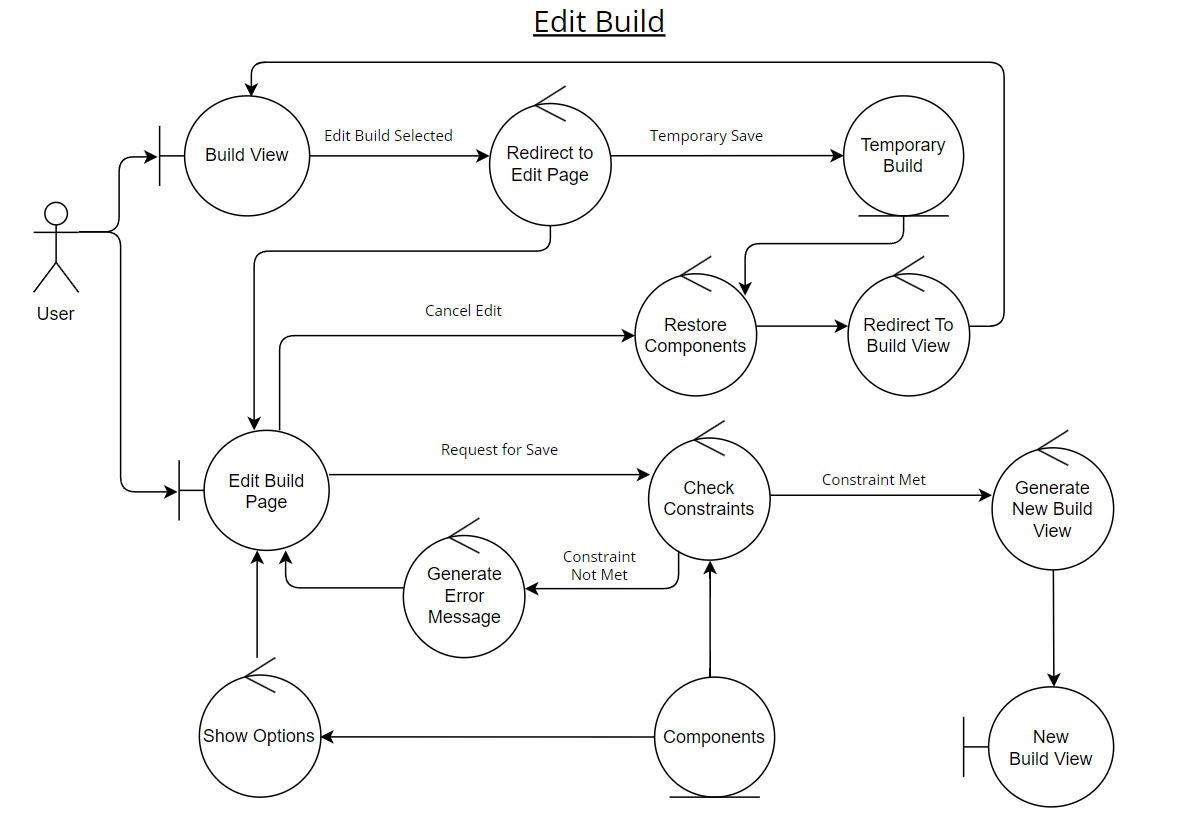 Edit Build
Build View
Edit Build Selected
Redirect to
Edit Page
Temporary Save
Temporary
Build
User
Cancel Edit
Restore
Components
Redirect To
Build View
Edit Build
Page
Request for Save
Check
Constraints
Constraint Met
Generate
New Build
View
Constraint
Not Met
Generate
Error
Message
Show Options
Components
New
Build View